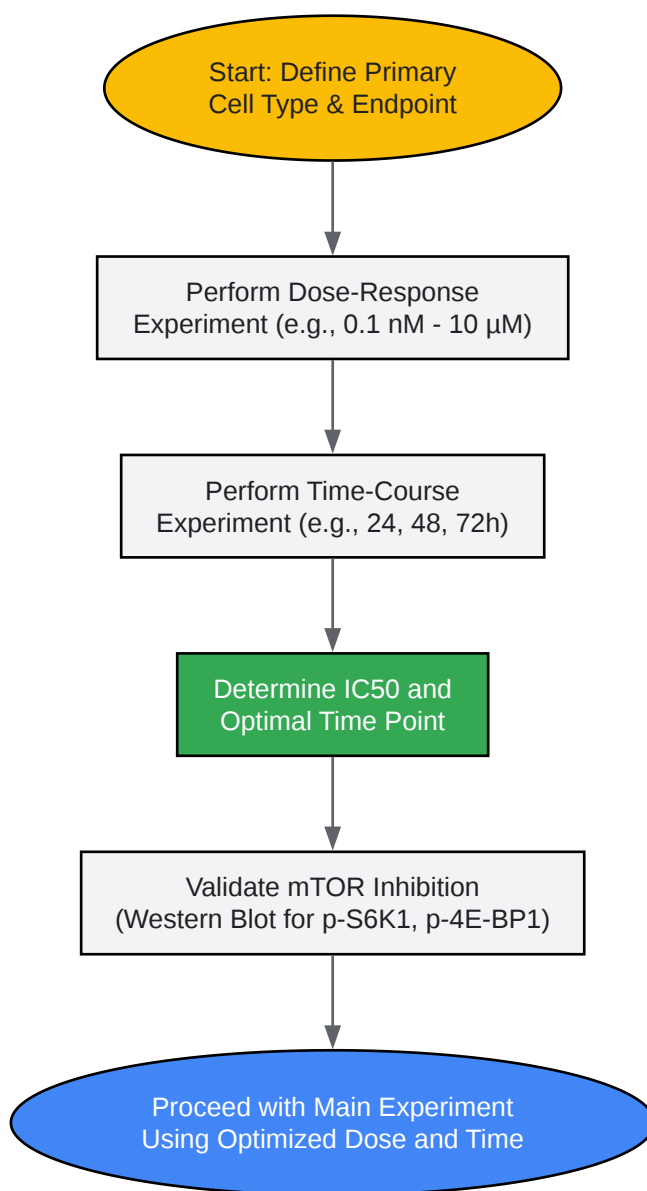 Start: Define Primary
Cell Type & Endpoint
Perform Dose-Response
Experiment (e.g., 0.1 nM - 10 µM)
Perform Time-Course
Experiment (e.g., 24, 48, 72h)
Determine IC50 and
Optimal Time Point
Validate mTOR Inhibition
(Western Blot for p-S6K1, p-4E-BP1)
Proceed with Main Experiment
Using Optimized Dose and Time